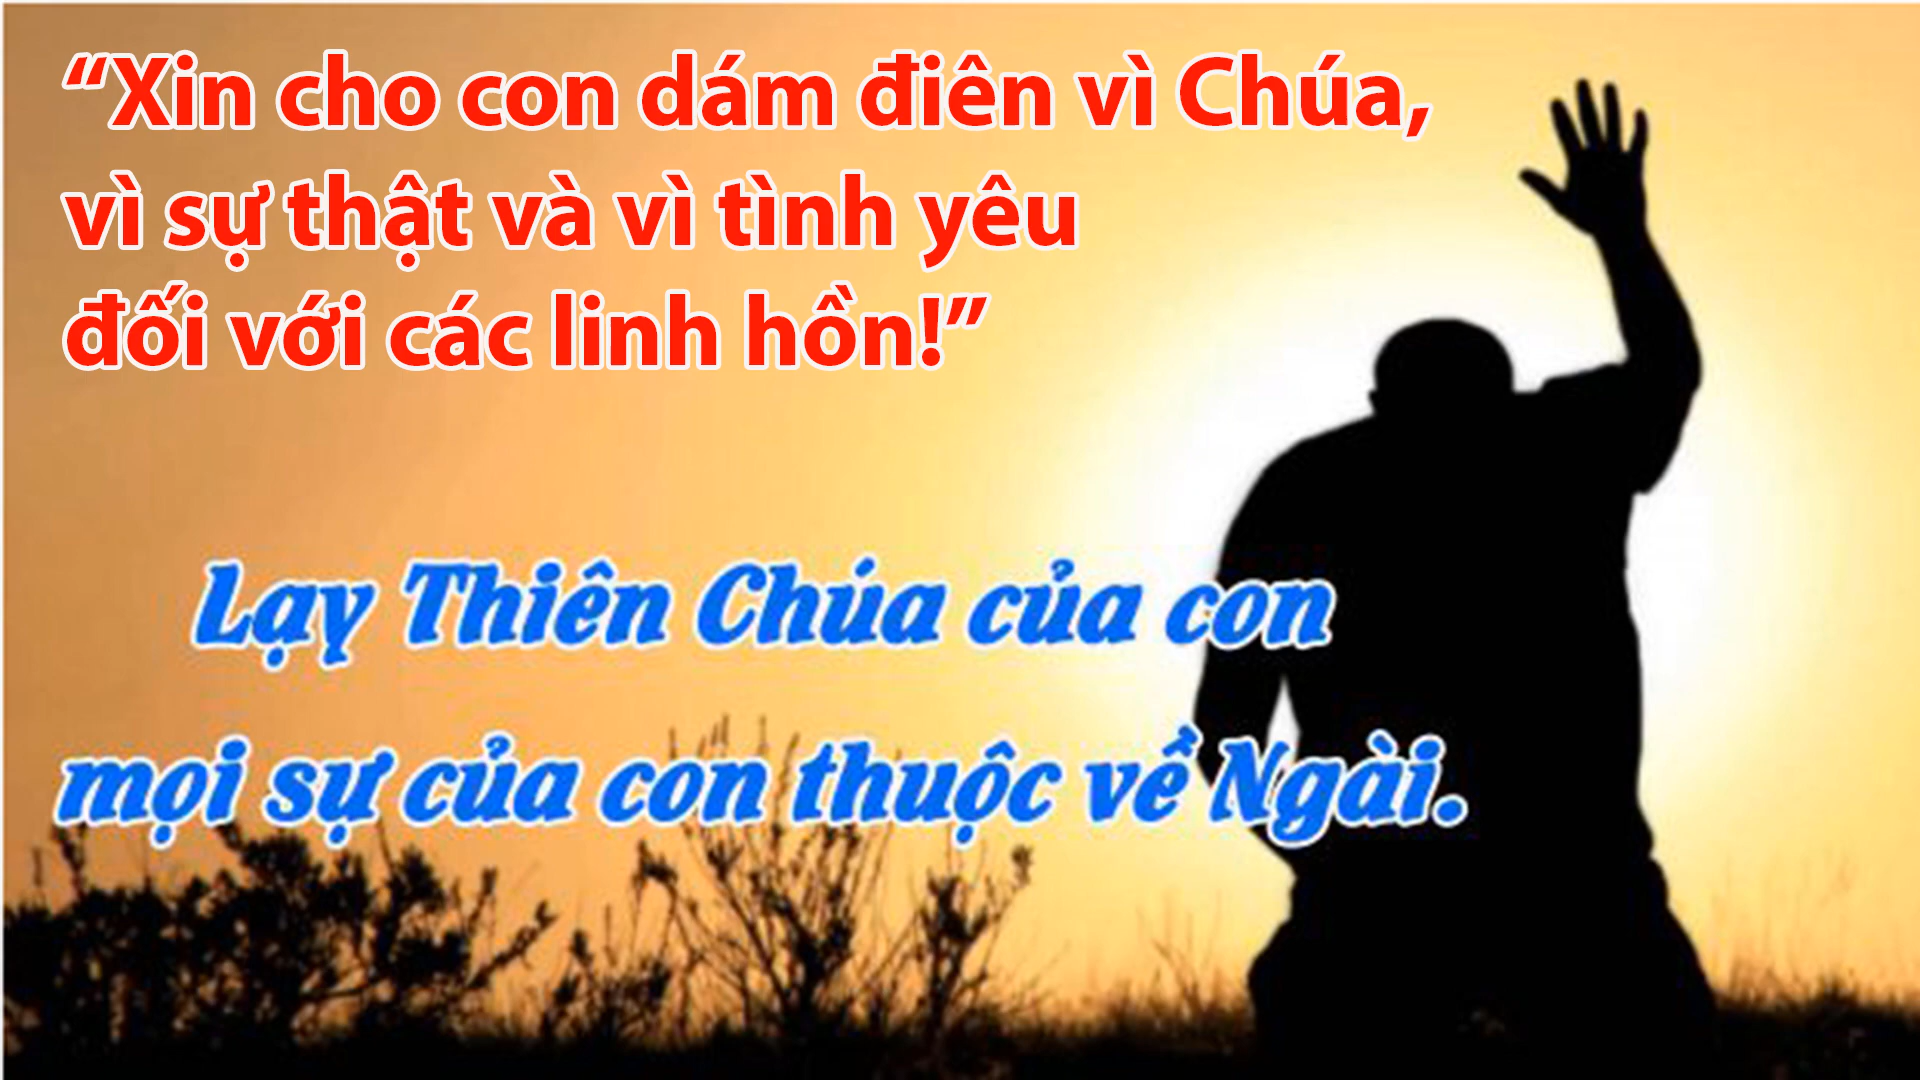 “Xin cho con dám điên vì Chúa,
vì sự thật và vì tình yêu
đối với các linh hồn!”
Lạy Thiên Chúa của con
mọi sự của con thuộc về Ngài.